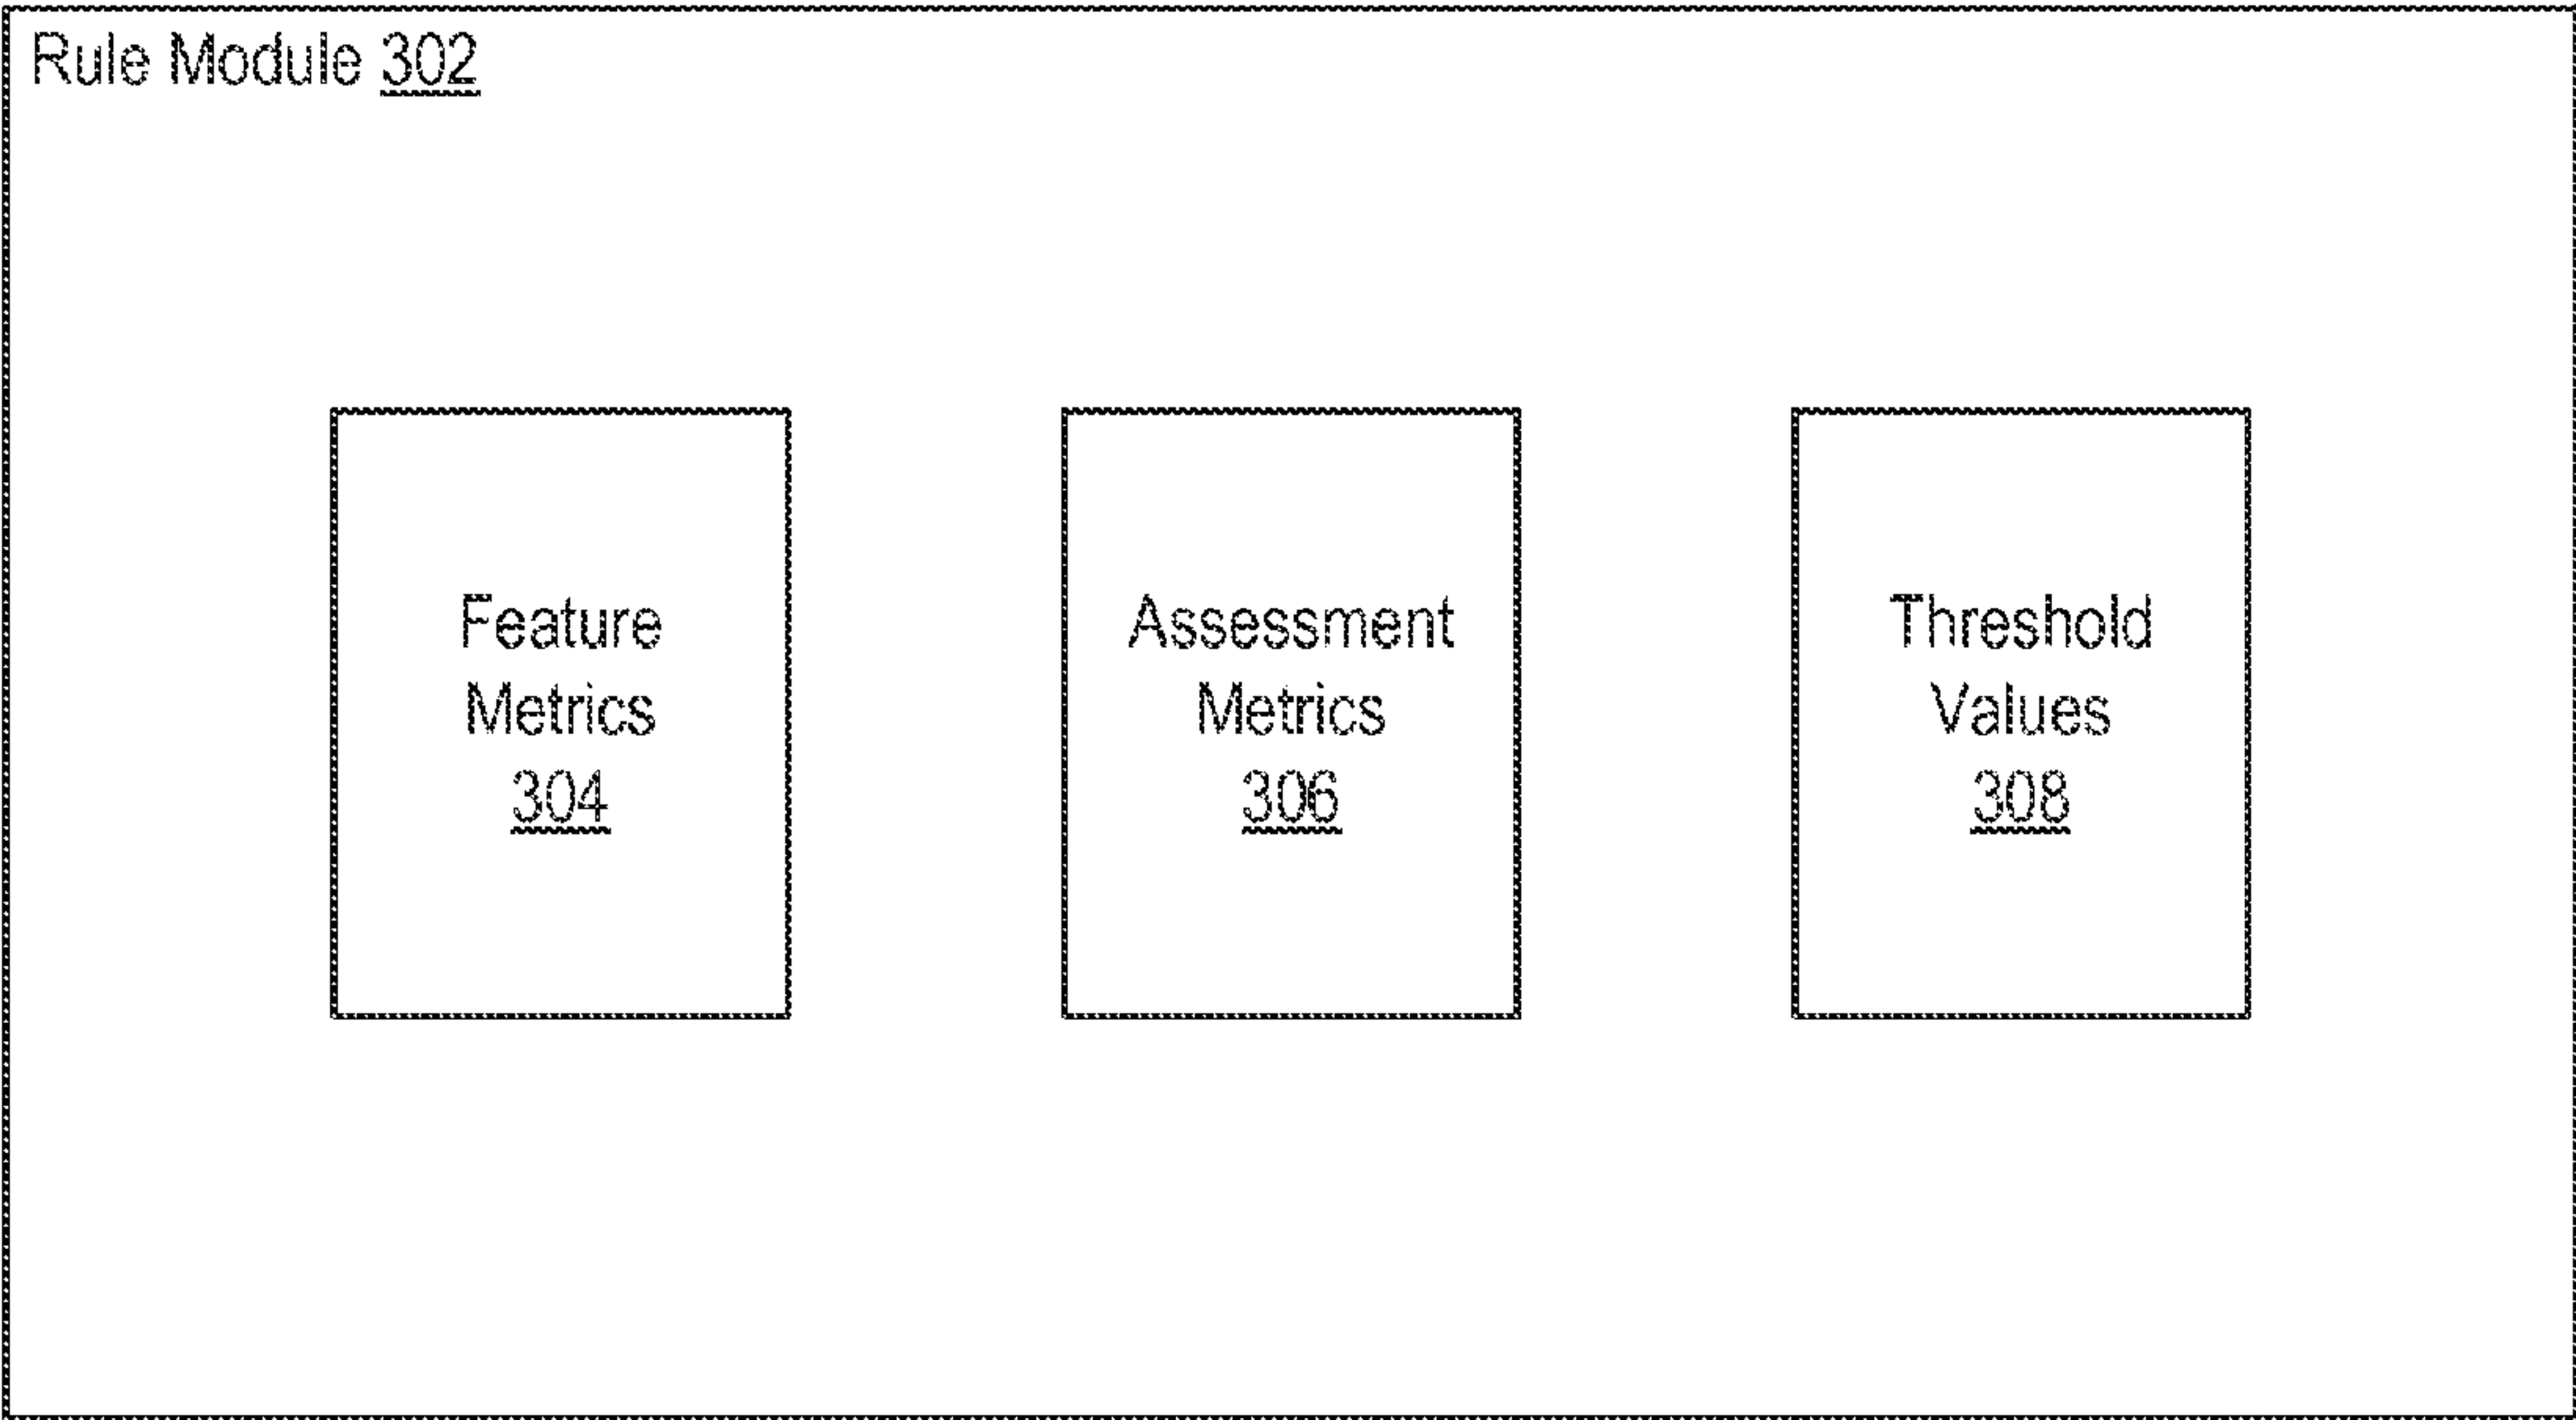 Rule Module 302
Feature
Metrics
304
Assessment
Metrics
306
Threshold
Values
308